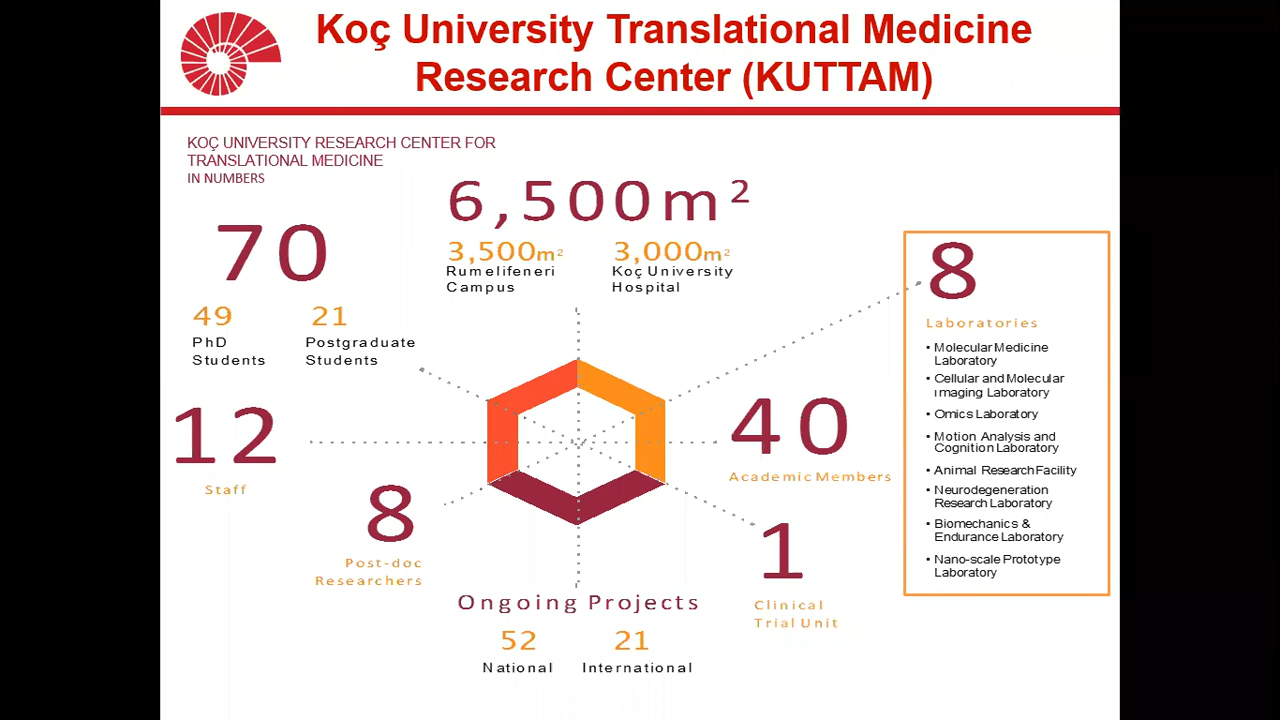 Koç University Translational Medicine
Research Center (KUTTAM)
KOÇ UNIVERSITY RESEARCH CENTER FOR
TRANSLATIONAL MEDICINE
IN NUMBERS
6,500m²
3,500m² 3,000m²
Rumelifeneri Koç University
Campus Hospital
70
49 21
PhD Postgraduate
Students Students
8
Laboratories
• Molecular Medicine
Laboratory
• Cellular and Molecular
imaging Laboratory
• Omics Laboratory
• Motion Analysis and
Cognition Laboratory
• Animal Research Facility
• Neurodegeneration
Research Laboratory
• Biomechanics &
Endurance Laboratory
• Nano-scale Prototype
Laboratory
12
Staff
40
Academic Members
8
Post-doc
Researchers
1
Clinical
Trial Unit
Ongoing Projects
52 21
National International